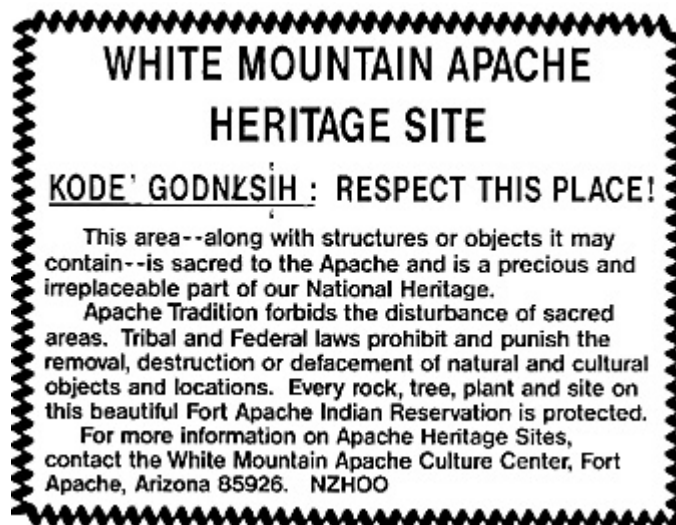 WHITE MOUNTAIN APACHE
HERITAGE SITE
KODE' GODNŁSĮ̇H : RESPECT THIS PLACE!
This area--along with structures or objects it may
contain--is sacred to the Apache and is a precious and
irreplaceable part of our National Heritage.
Apache Tradition forbids the disturbance of sacred
areas. Tribal and Federal laws prohibit and punish the
removal, destruction or defacement of natural and cultural
objects and locations. Every rock, tree, plant and site on
this beautiful Fort Apache Indian Reservation is protected.
For more information on Apache Heritage Sites,
contact the White Mountain Apache Culture Center, Fort
Apache, Arizona 85926. NZHOO